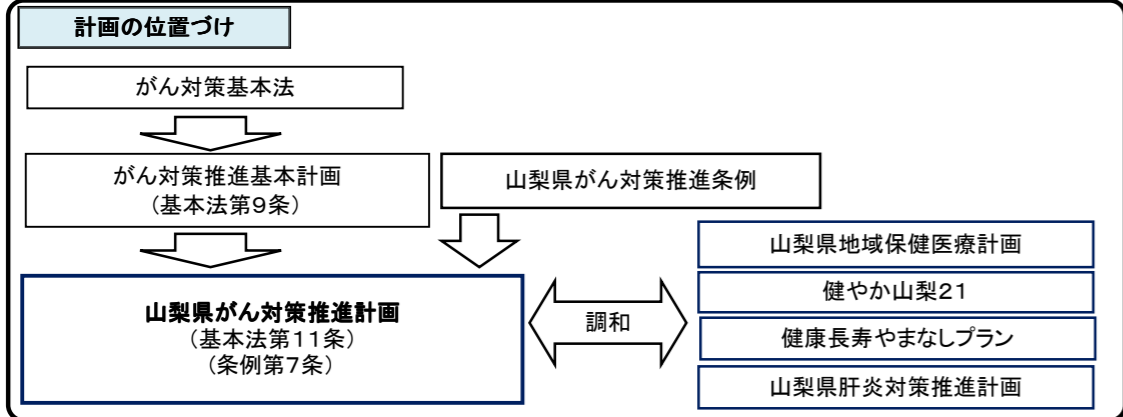 計画の位置づけ
がん対策基本法
がん対策推進基本計画
(基本法第9条)
山梨県がん対策推進条例
山梨県がん対策推進計画
(基本法第11条)
(条例第7条)
調和
山梨県地域保健医療計画
健やか山梨21
健康長寿やまなしプラン
山梨県肝炎対策推進計画